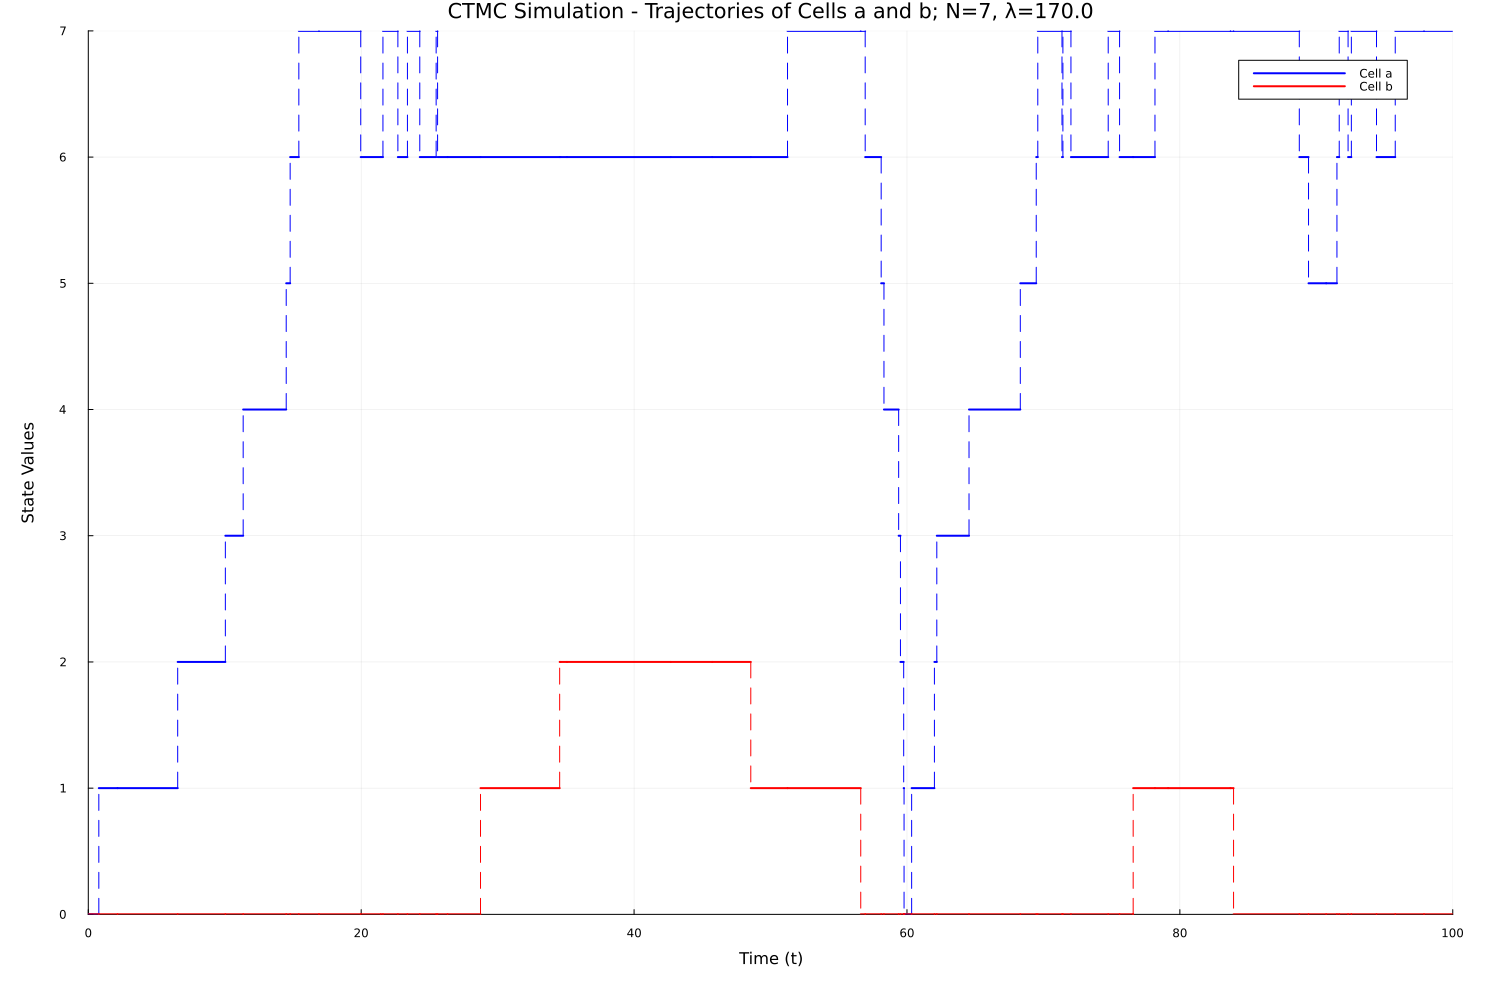 CTMC Simulation - Trajectories of Cells a and b; N=7, λ=170.0
7
Cell a
Cell b
6
5
4
State Values
3
2
1
0
0 20 40 60 80 100
Time (t)